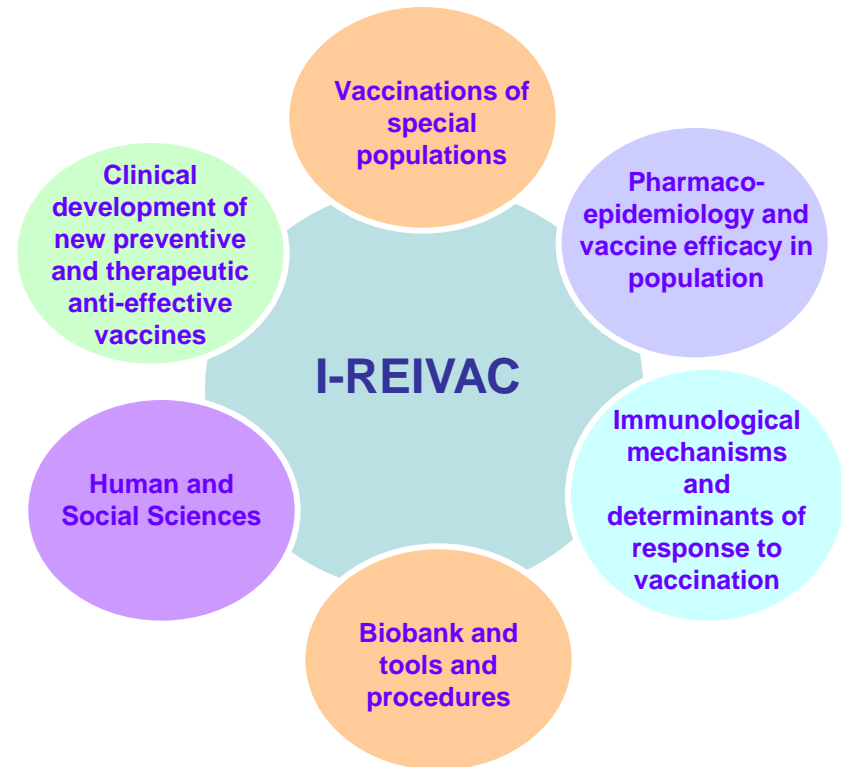 Vaccinations of
special
populations
Clinical
development of
new preventive
and therapeutic
anti-effective
vaccines
Pharmaco-
epidemiology and
vaccine efficacy in
population
I-REIVAC
Immunological
mechanisms
and
determinants of
response to
vaccination
Human and
Social Sciences
Biobank and
tools and
procedures